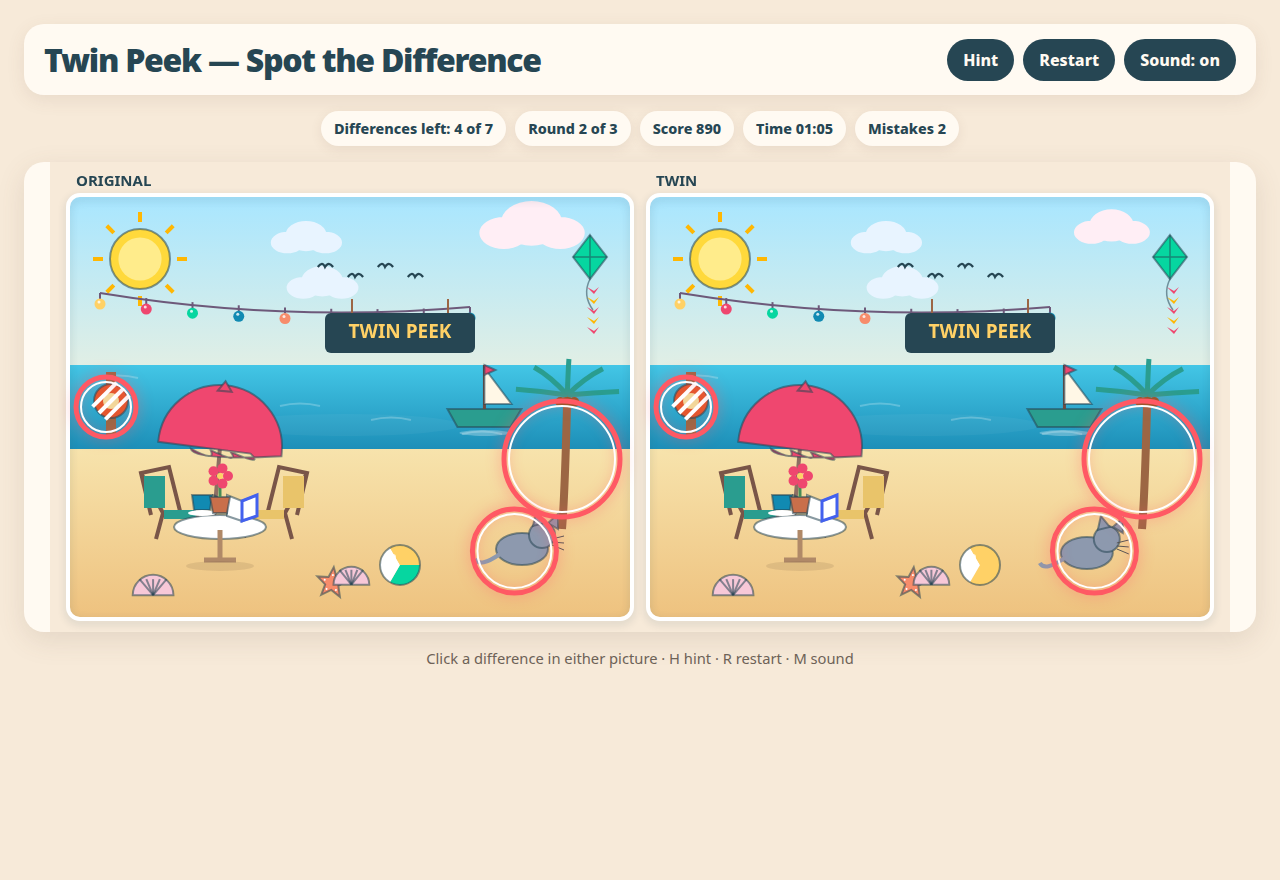 Twin Peek — Spot the Difference
Hint
Restart
Sound: on
Differences left: 4 of 7
Round 2 of 3
Score 890
Time 01:05
Mistakes 2
ORIGINAL
TWIN
TWIN PEEK
TWIN PEEK
Click a difference in either picture · H hint · R restart · M sound